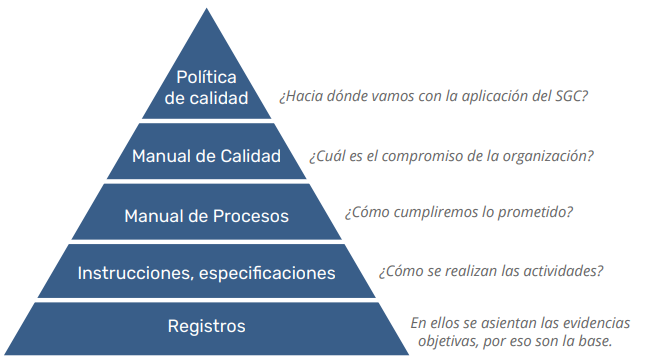 Política
de calidad
¿Hacia dónde vamos con la aplicación del SGC?
Manual de Calidad
¿Cuál es el compromiso de la organización?
Manual de Procesos
¿Cómo cumpliremos lo prometido?
Instrucciones, especificaciones
¿Cómo se realizan las actividades?
Registros
En ellos se asientan las evidencias
objetivas, por eso son la base.